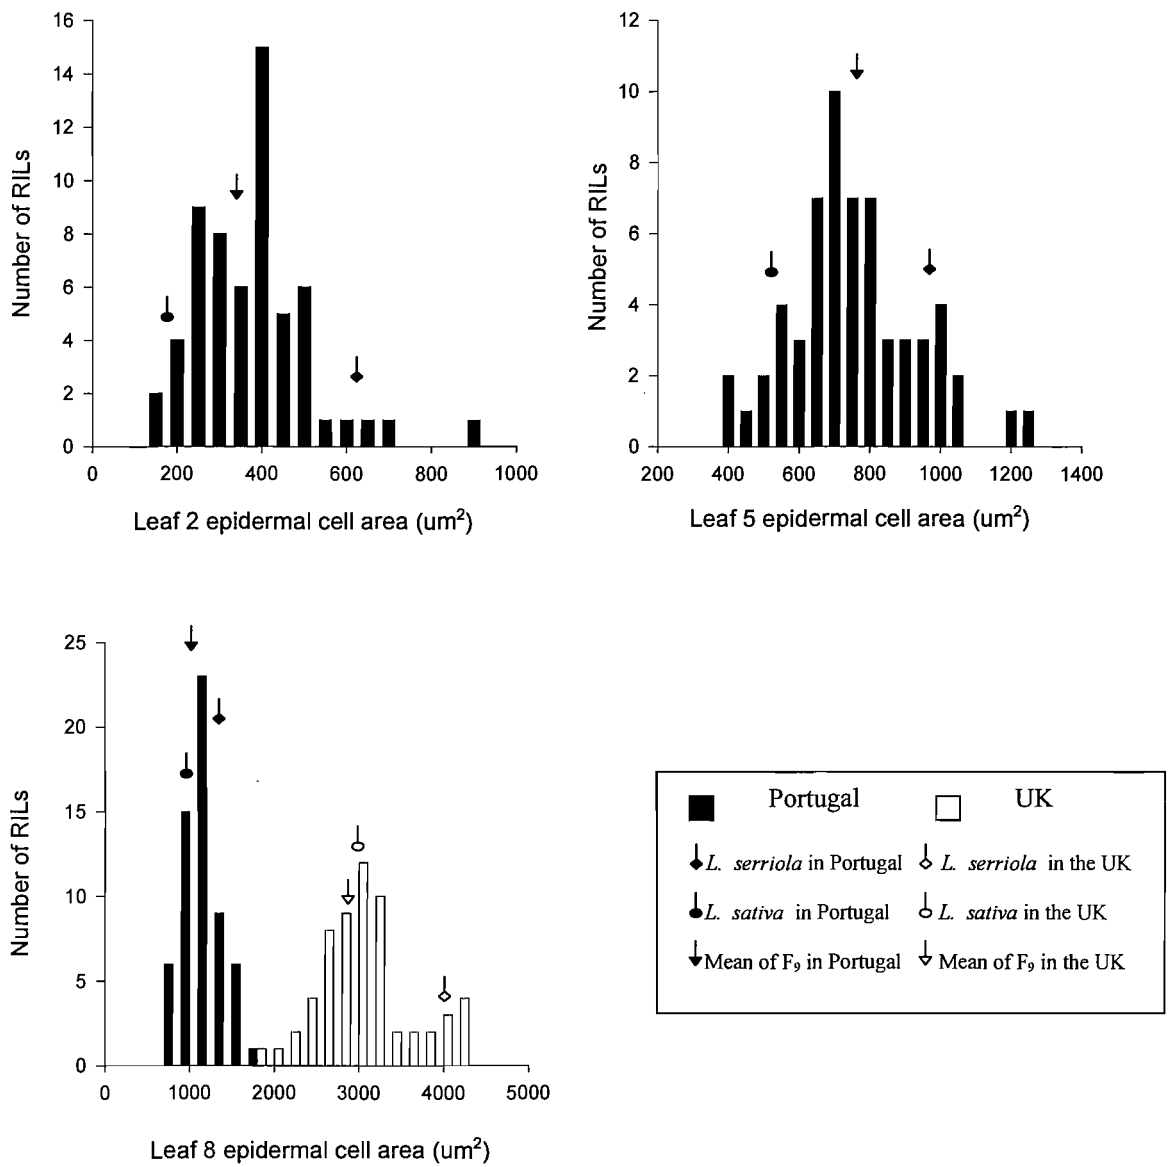 16
14
12
10
8
6
4
2
0
Number of RILs
0 200 400 600 800 1000
Leaf 2 epidermal cell area (um²)
12
10
8
6
4
2
0
Number of RILs
200 400 600 800 1000 1200 1400
Leaf 5 epidermal cell area (um²)
25
20
15
10
5
0
Number of RILs
0 1000 2000 3000 4000 5000
Leaf 8 epidermal cell area (um²)
Portugal UK
L. serriola in Portugal L. serriola in the UK
L. sativa in Portugal L. sativa in the UK
Mean of F₉ in Portugal Mean of F₉ in the UK